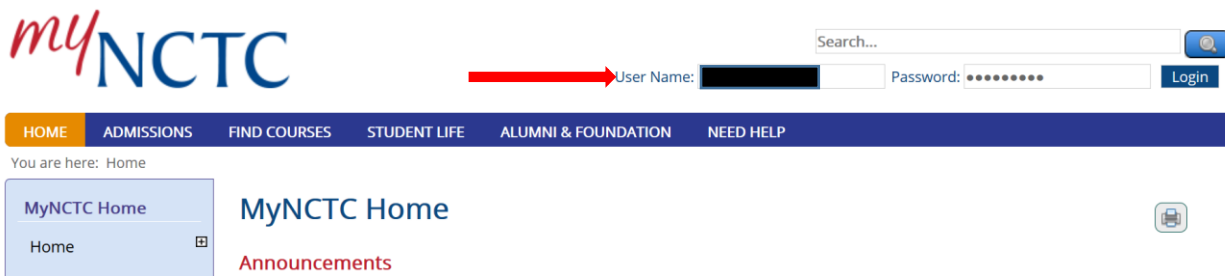 myNCTC
Search...
User Name: Password: ●●●●●●●●● Login
HOME ADMISSIONS FIND COURSES STUDENT LIFE ALUMNI & FOUNDATION NEED HELP
You are here: Home
MyNCTC Home
Home
MyNCTC Home
Announcements